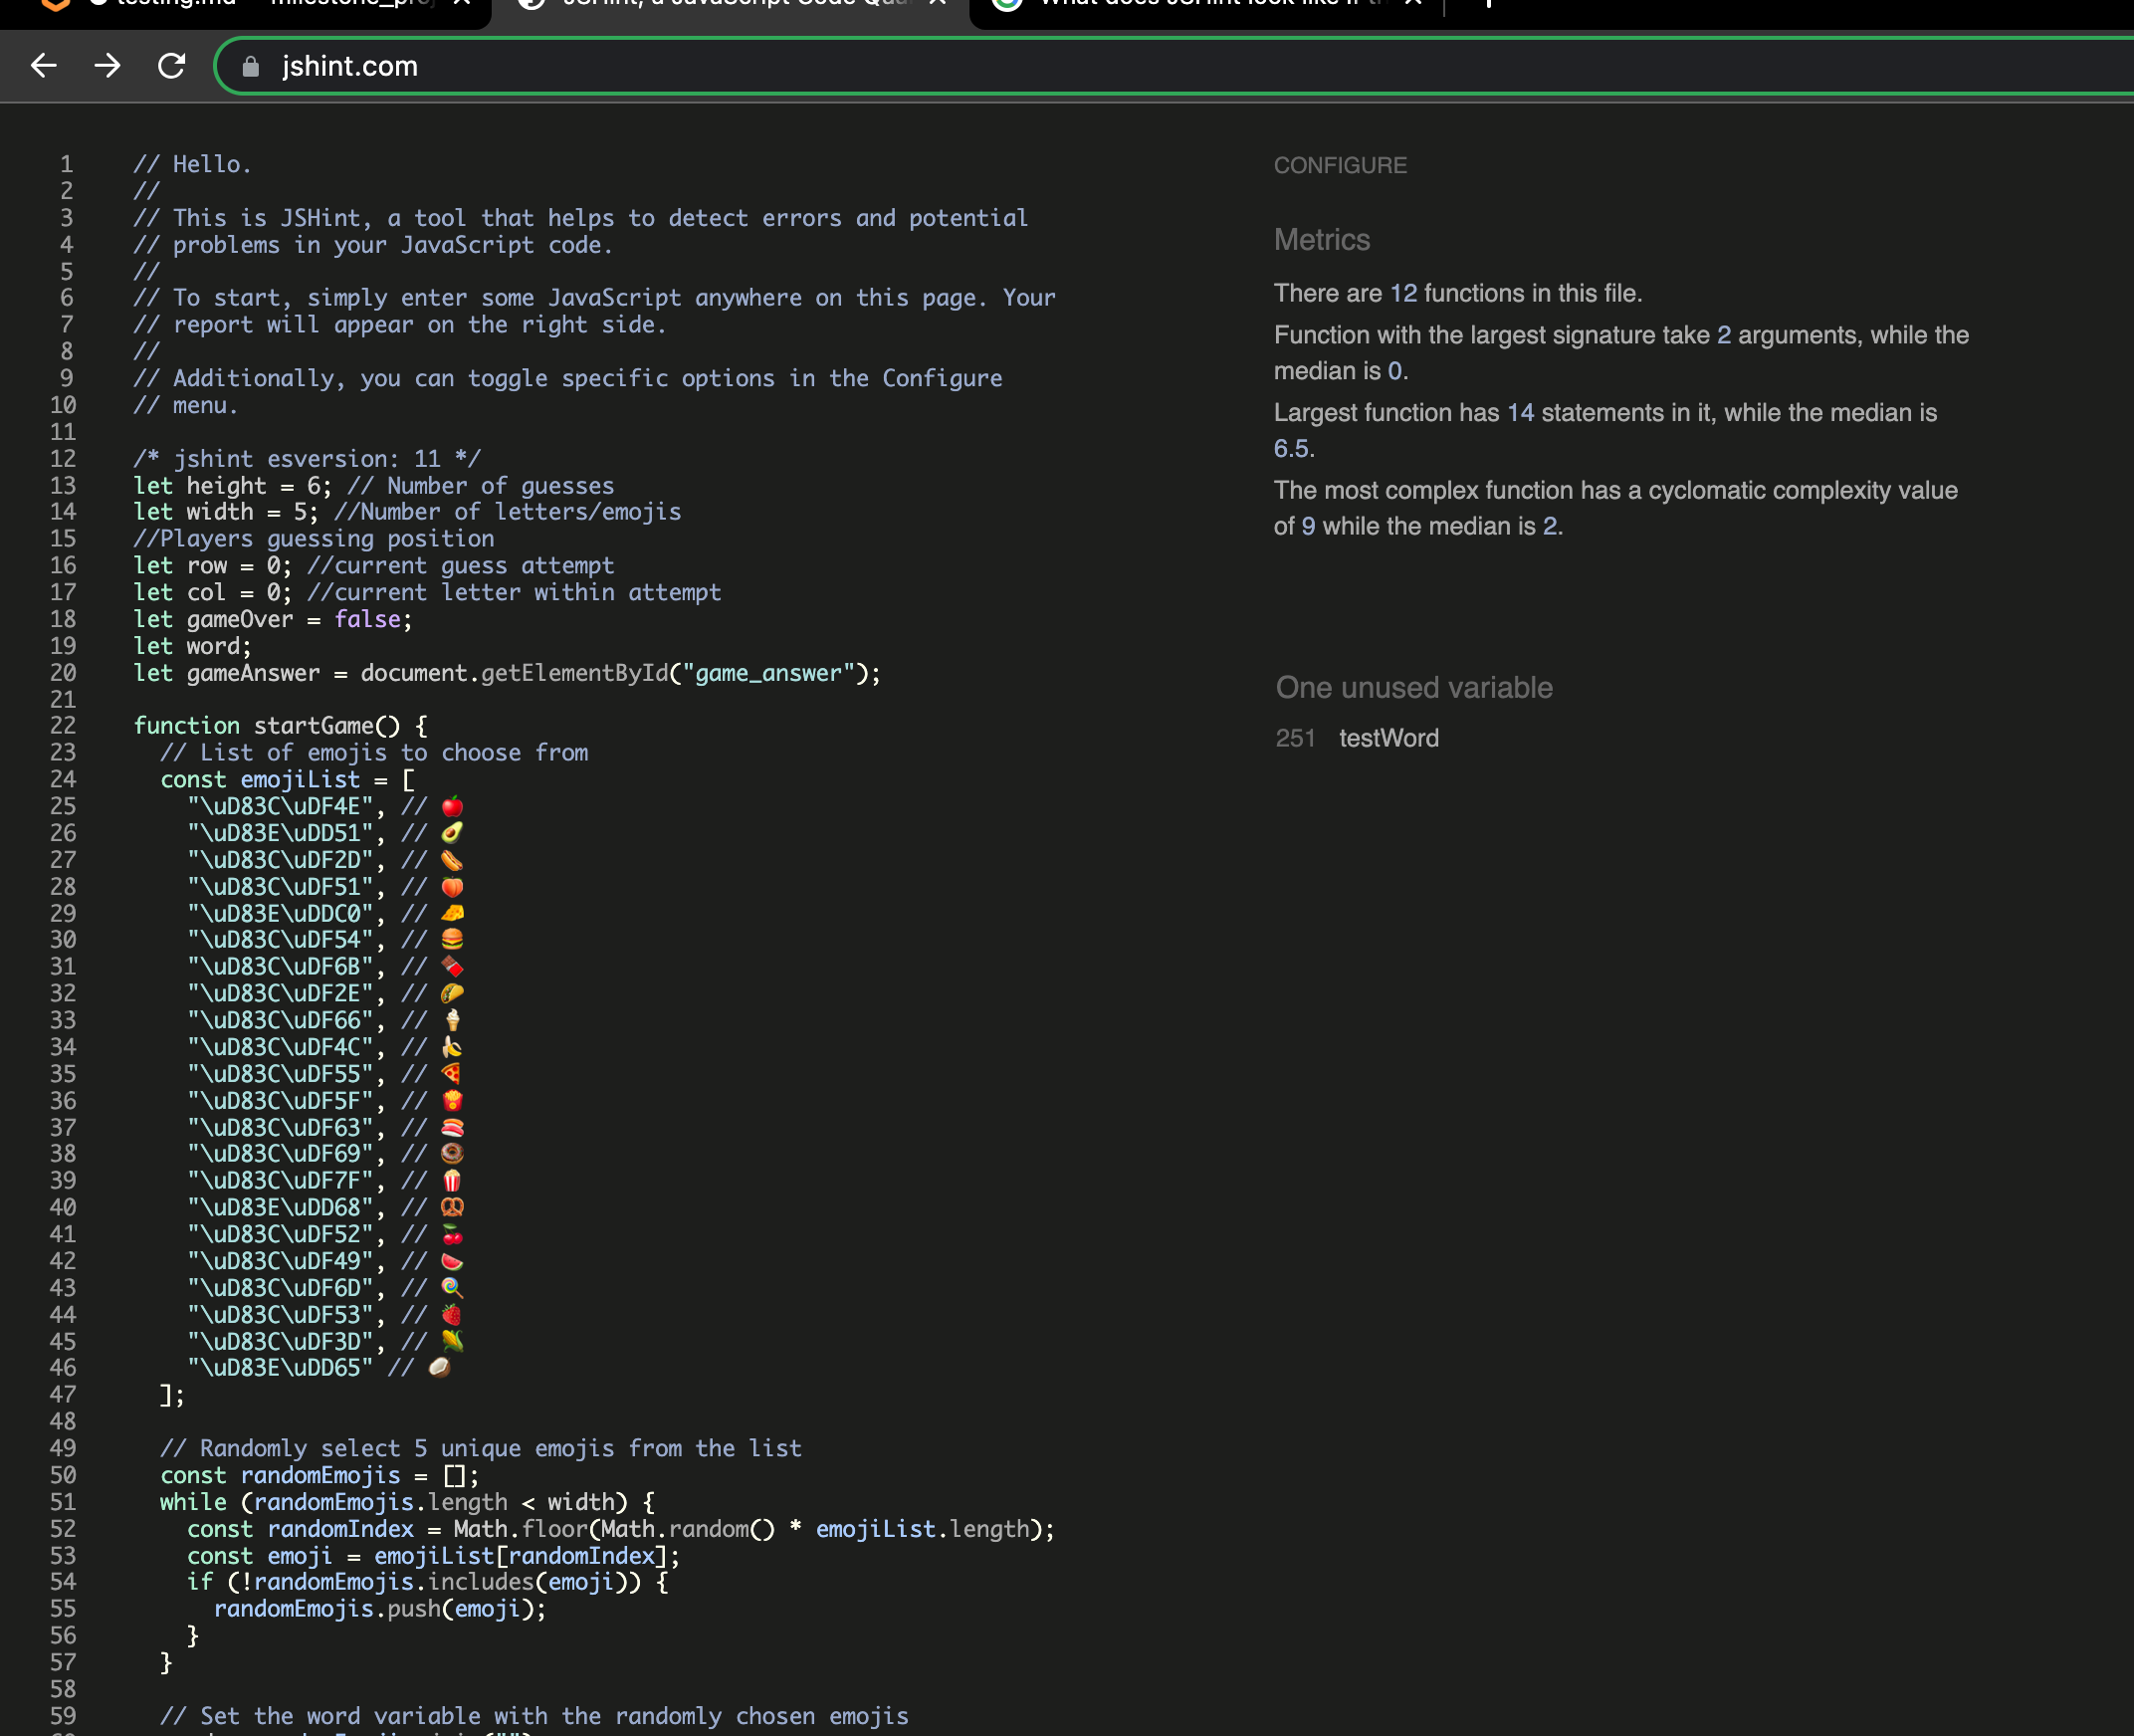 testing.md — milestone_proj
JSHint, a JavaScript Code Qua
What does JSHint look like if th
jshint.com
1 // Hello.
2 //
3 // This is JSHint, a tool that helps to detect errors and potential
4 // problems in your JavaScript code.
5 //
6 // To start, simply enter some JavaScript anywhere on this page. Your
7 // report will appear on the right side.
8 //
9 // Additionally, you can toggle specific options in the Configure
10 // menu.
11
12 /* jshint esversion: 11 */
13 let height = 6; // Number of guesses
14 let width = 5; //Number of letters/emojis
15 //Players guessing position
16 let row = 0; //current guess attempt
17 let col = 0; //current letter within attempt
18 let gameOver = false;
19 let word;
20 let gameAnswer = document.getElementById("game_answer");
21
22 function startGame() {
23 // List of emojis to choose from
24 const emojiList = [
25 "\uD83C\uDF4E", // 🍎
26 "\uD83E\uDD51", // 🥑
27 "\uD83C\uDF2D", // 🌭
28 "\uD83C\uDF51", // 🍑
29 "\uD83E\uDDC0", // 🧀
30 "\uD83C\uDF54", // 🍔
31 "\uD83C\uDF6B", // 🍫
32 "\uD83C\uDF2E", // 🌮
33 "\uD83C\uDF66", // 🍦
34 "\uD83C\uDF4C", // 🍌
35 "\uD83C\uDF55", // 🍕
36 "\uD83C\uDF5F", // 🍟
37 "\uD83C\uDF63", // 🍣
38 "\uD83C\uDF69", // 🍩
39 "\uD83C\uDF7F", // 🍿
40 "\uD83E\uDD68", // 🥨
41 "\uD83C\uDF52", // 🍒
42 "\uD83C\uDF49", // 🍉
43 "\uD83C\uDF6D", // 🍭
44 "\uD83C\uDF53", // 🍓
45 "\uD83C\uDF3D", // 🌽
46 "\uD83E\uDD65" // 🥥
47 ];
48
49 // Randomly select 5 unique emojis from the list
50 const randomEmojis = [];
51 while (randomEmojis.length < width) {
52 const randomIndex = Math.floor(Math.random() * emojiList.length);
53 const emoji = emojiList[randomIndex];
54 if (!randomEmojis.includes(emoji)) {
55 randomEmojis.push(emoji);
56 }
57 }
58
59 // Set the word variable with the randomly chosen emojis
CONFIGURE
Metrics
There are 12 functions in this file.
Function with the largest signature take 2 arguments, while the
median is 0.
Largest function has 14 statements in it, while the median is
6.5.
The most complex function has a cyclomatic complexity value
of 9 while the median is 2.
One unused variable
251 testWord